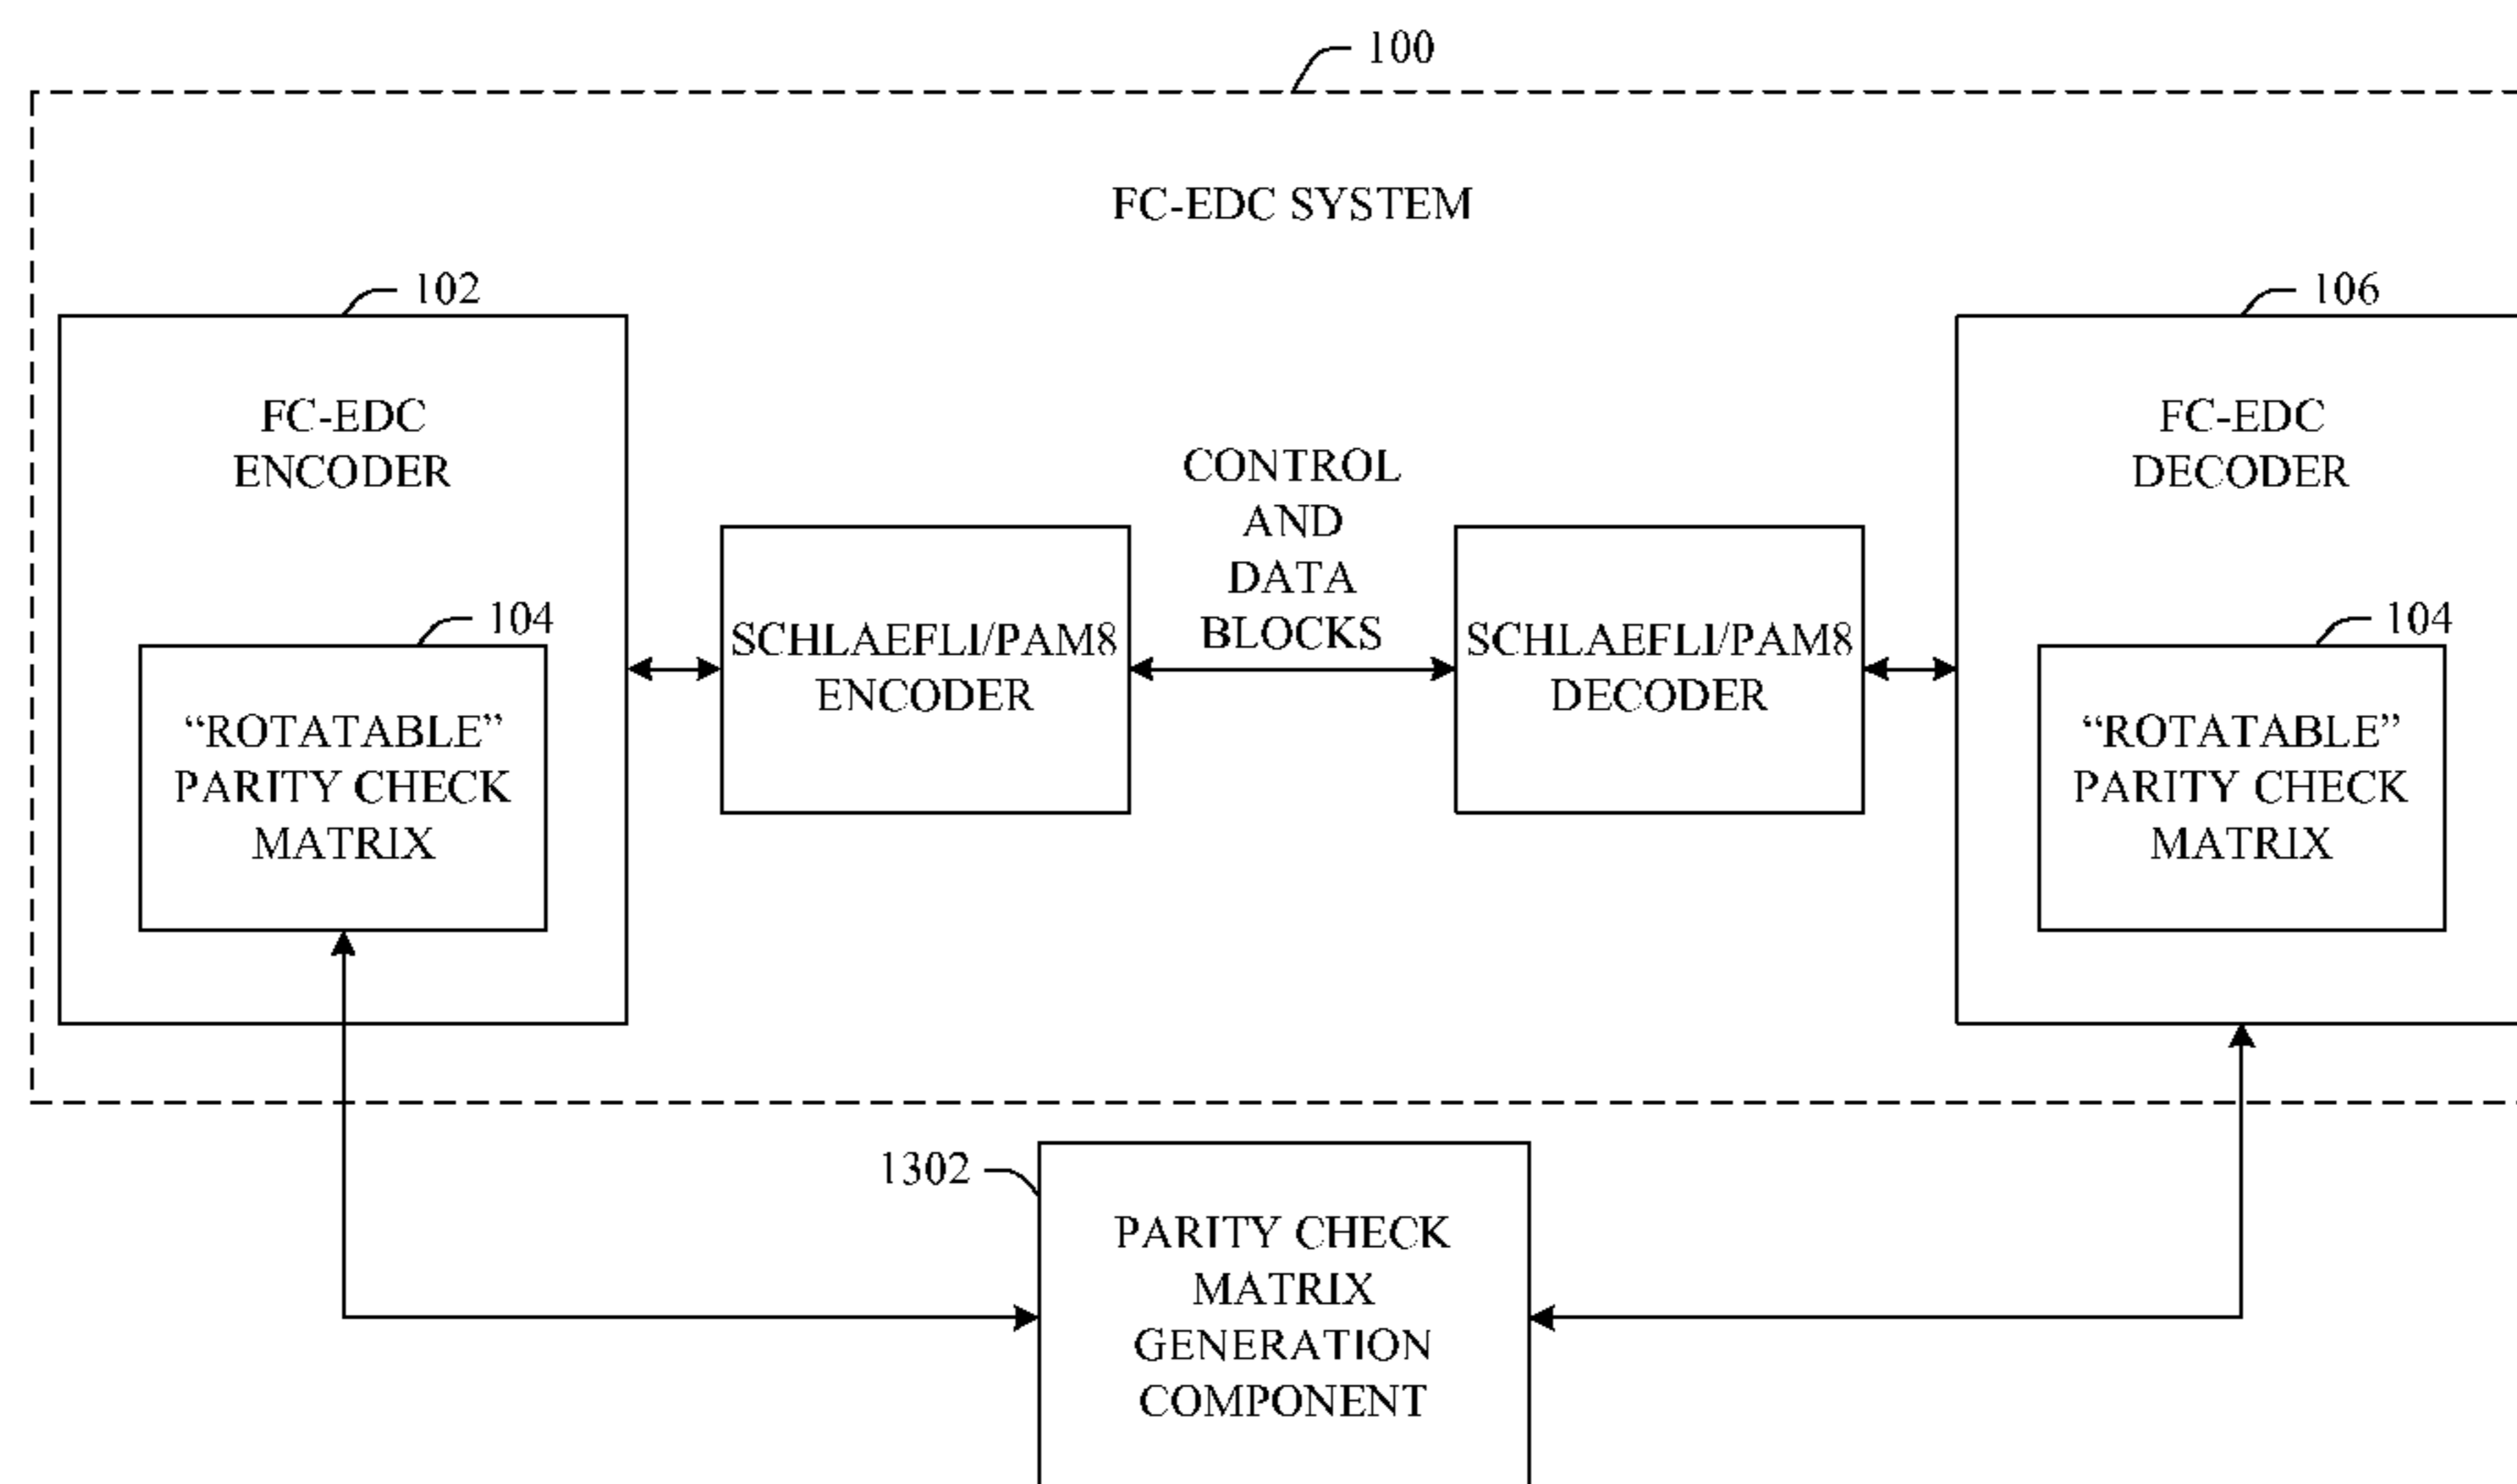 100
FC-EDC SYSTEM
102
106
FC-EDC
ENCODER
FC-EDC
DECODER
CONTROL
AND
DATA
BLOCKS
104
104
SCHLAEFLI/PAM8
ENCODER
SCHLAEFLI/PAM8
DECODER
“ROTATABLE”
PARITY CHECK
MATRIX
“ROTATABLE”
PARITY CHECK
MATRIX
1302
PARITY CHECK
MATRIX
GENERATION
COMPONENT